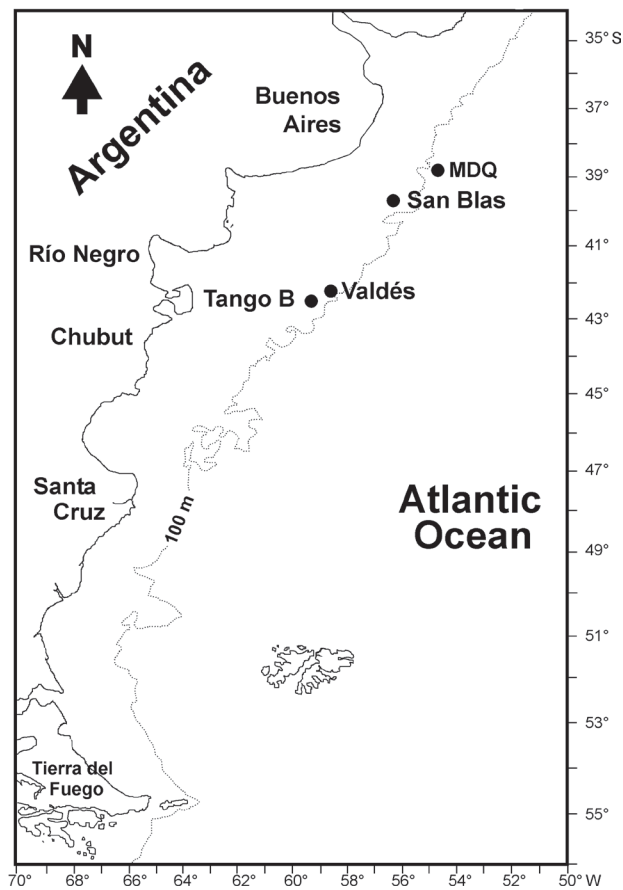 N
Argentina
Buenos
Aires
Río Negro
Chubut
Santa
Cruz
Tierra del
Fuego
MDQ
San Blas
Tango B
Valdés
100 m
Atlantic
Ocean
35° S
37°
39°
41°
43°
45°
47°
49°
51°
53°
55°
70° 68° 66° 64° 62° 60° 58° 56° 54° 52° 50° W